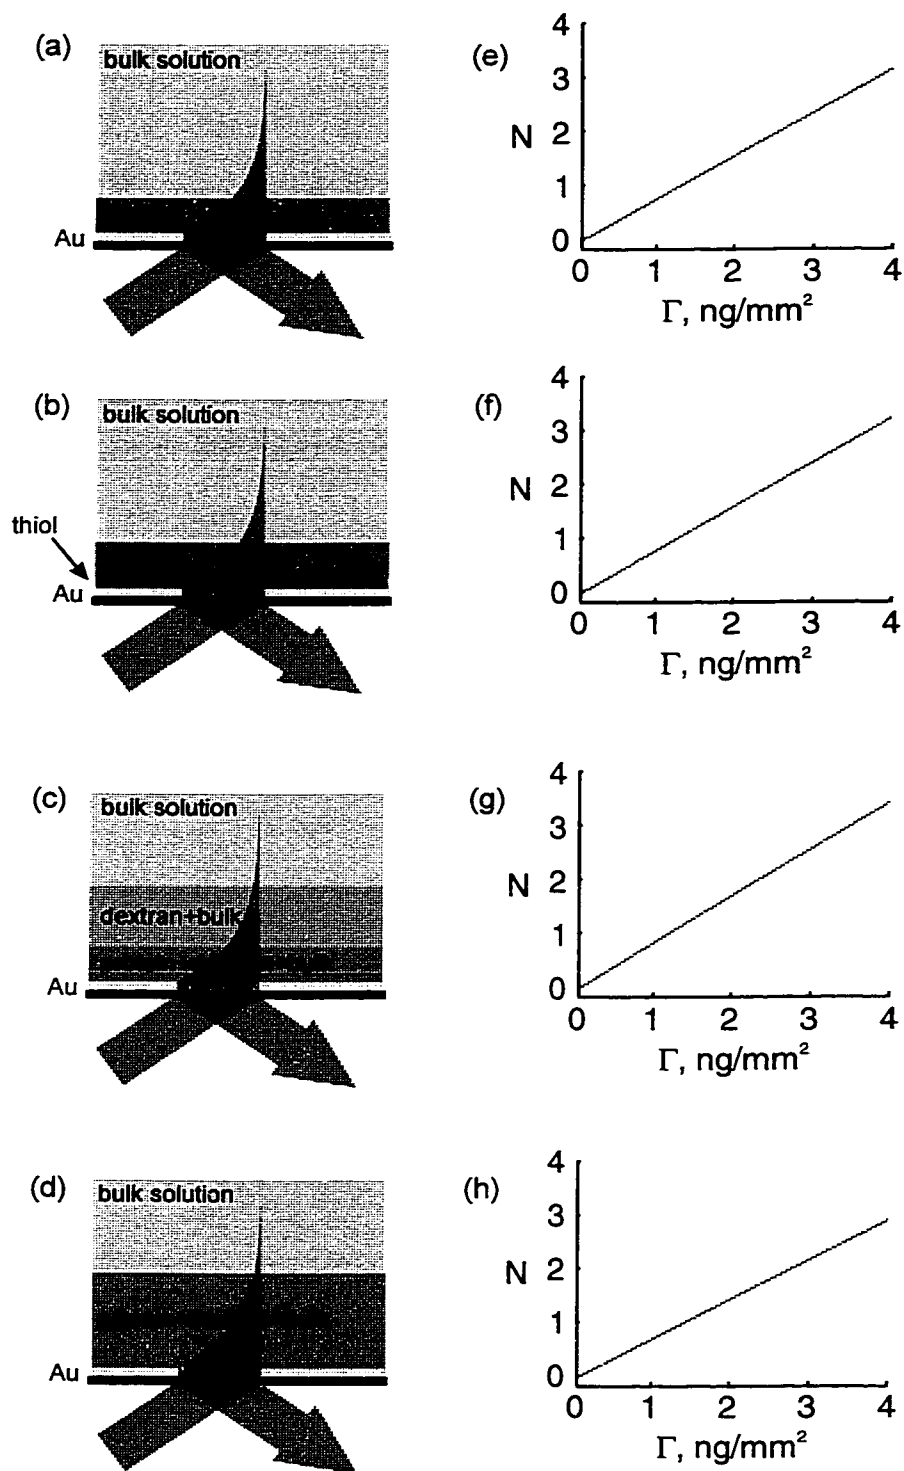 (a)
bulk solution
Au
(e)
4
3
N 2
1
0
0 1 2 3 4
Γ, ng/mm²
(b)
bulk solution
thiol
Au
(f)
4
3
N 2
1
0
0 1 2 3 4
Γ, ng/mm²
(c)
bulk solution
dextran+bulk
Au
(g)
4
3
N 2
1
0
0 1 2 3 4
Γ, ng/mm²
(d)
bulk solution
Au
(h)
4
3
N 2
1
0
0 1 2 3 4
Γ, ng/mm²